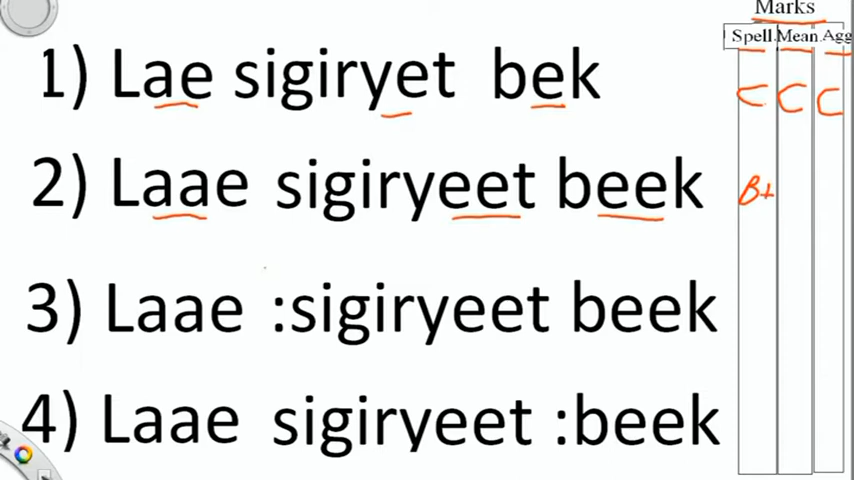 Marks
Spell. Mean. Agg
1) Lae sigiryet bek
C C C
2) Laae sigiryeet beek
B+
3) Laae :sigiryeet beek
4) Laae sigiryeet :beek